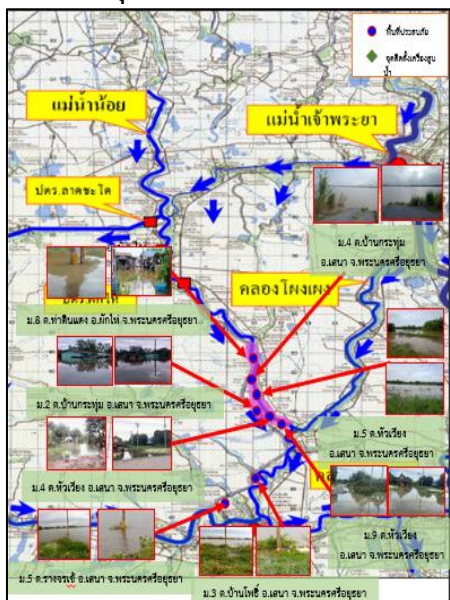 พื้นที่ประสบภัย
จุดติดตั้งเครื่องสูบ
น้ำ
แม่น้ำน้อย
แม่น้ำเจ้าพระยา
ปตร.ลาดชะโด
ม.4 ต.บ้านกระทุ่ม
อ.เสนา จ.พระนครศรีอยุธยา
คลองโผงเผง
ม.8 ต.ท่าดินแดง อ.ผักไห่ จ.พระนครศรีอยุธยา
ม.2 ต.บ้านกระทุ่ม อ.เสนา จ.พระนครศรีอยุธยา
ม.5 ต.หัวเวียง
อ.เสนา จ.พระนครศรีอยุธยา
ม.4 ต.หัวเวียง อ.เสนา จ.พระนครศรีอยุธยา
ม.9 ต.หัวเวียง
อ.เสนา จ.พระนครศรีอยุธยา
ม.5 ต.รางจรเข้ อ.เสนา จ.พระนครศรีอยุธยา
ม.3 ต.บ้านโพธิ์ อ.เสนา จ.พระนครศรีอยุธยา